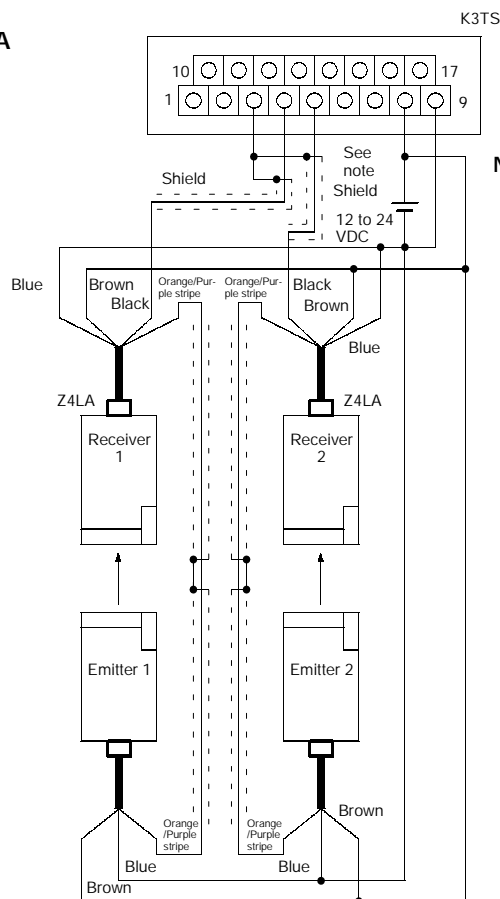 K3TS
A
10
17
1
9
See
note
Shield
Shield
12 to 24
VDC
N
Blue
Brown
Black
Orange/Pur-
ple stripe
Orange/Pur-
ple stripe
Black
Brown
Blue
Z4LA
Z4LA
Receiver
1
Receiver
2
Emitter 1
Emitter 2
Orange
/Purple
stripe
Orange
/Purple
stripe
Brown
Blue
Blue
Brown